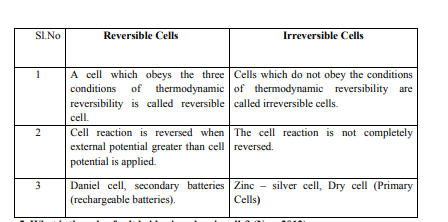 Sl.No Reversible Cells Irreversible Cells
1 A cell which obeys the three Cells which do not obey the conditions
conditions of thermodynamic of thermodynamic reversibility are
reversibility is called reversible called irreversible cells.
cell.
2 Cell reaction is reversed when The cell reaction is not completely
external potential greater than cell reversed.
potential is applied.
3 Daniel cell, secondary batteries Zinc – silver cell, Dry cell (Primary
(rechargeable batteries). Cells)